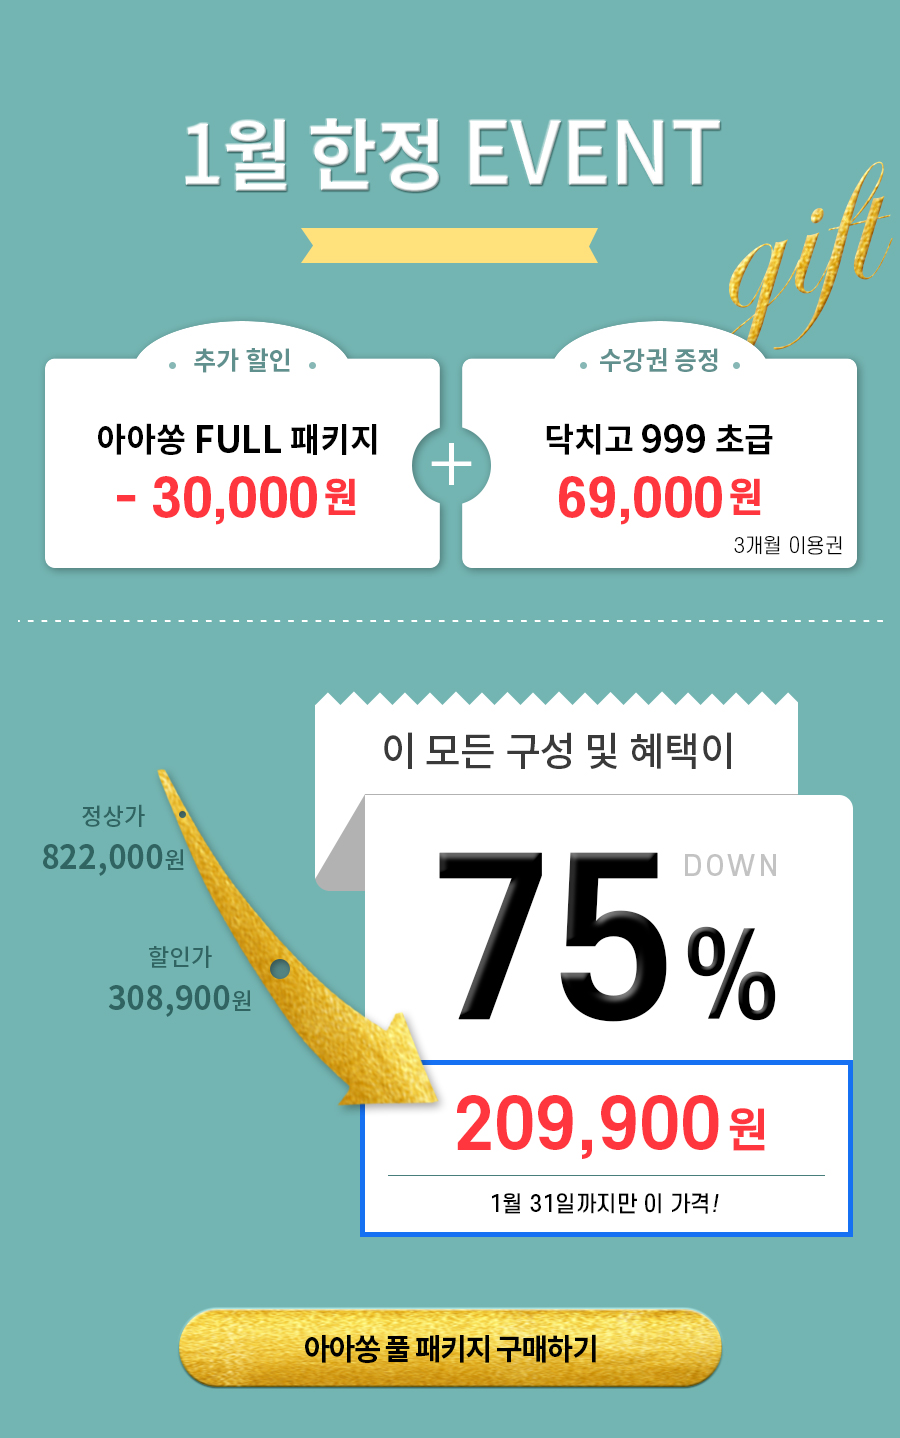 1월 한정 EVENT
gift
• 추가 할인 •
아아쏭 FULL 패키지
- 30,000원
+
• 수강권 증정 •
닥치고 999 초급
69,000원
3개월 이용권
이 모든 구성 및 혜택이
정상가
822,000원
할인가
308,900원
75%
DOWN
209,900원
1월 31일까지만 이 가격!
아아쏭 풀 패키지 구매하기